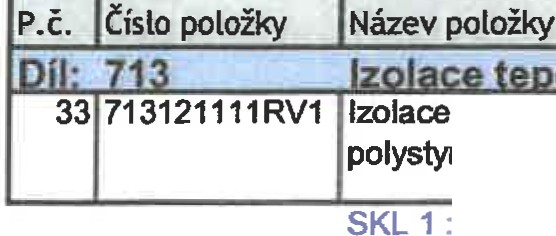 P.č. Číslo položky Název položky
Díl: 713 Izolace tep
33 713121111RV1 Izolace
polysty
SKL 1 :